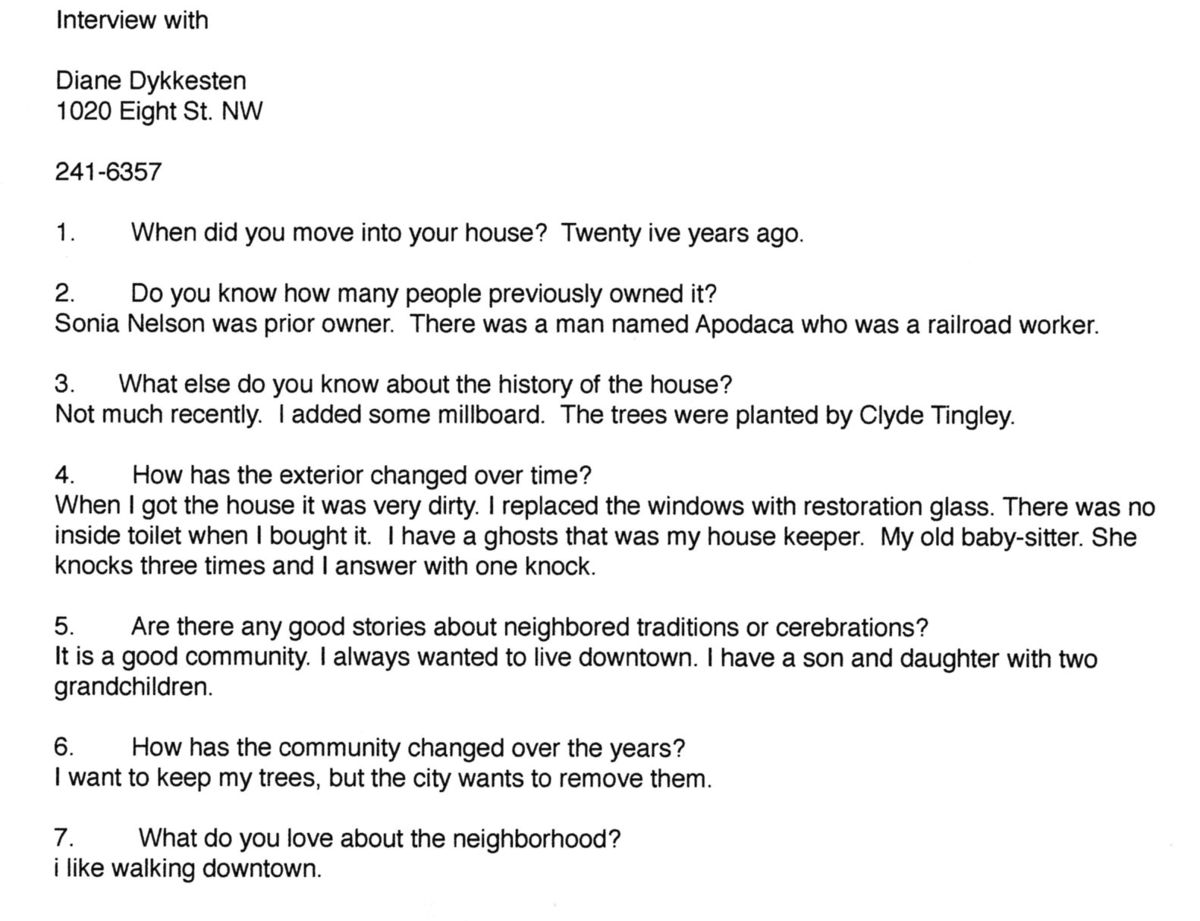 Interview with
Diane Dykkesten
1020 Eight St. NW
241-6357
1. When did you move into your house? Twenty ive years ago.
2. Do you know how many people previously owned it?
Sonia Nelson was prior owner. There was a man named Apodaca who was a railroad worker.
3. What else do you know about the history of the house?
Not much recently. I added some millboard. The trees were planted by Clyde Tingley.
4. How has the exterior changed over time?
When I got the house it was very dirty. I replaced the windows with restoration glass. There was no
inside toilet when I bought it. I have a ghosts that was my house keeper. My old baby-sitter. She
knocks three times and I answer with one knock.
5. Are there any good stories about neighbored traditions or cerebrations?
It is a good community. I always wanted to live downtown. I have a son and daughter with two
grandchildren.
6. How has the community changed over the years?
I want to keep my trees, but the city wants to remove them.
7. What do you love about the neighborhood?
i like walking downtown.